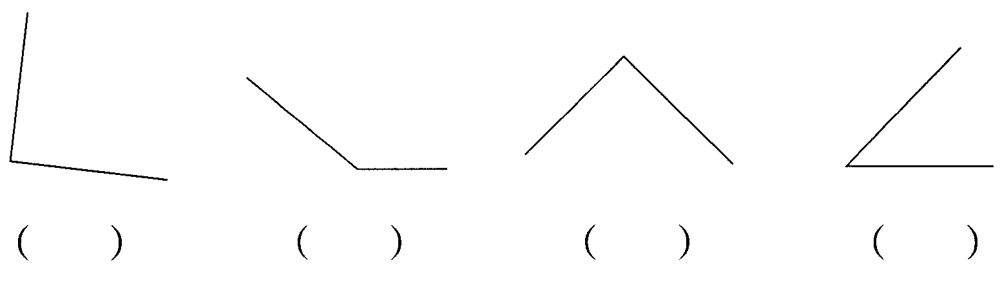 (　　) (　　) (　　) (　　)